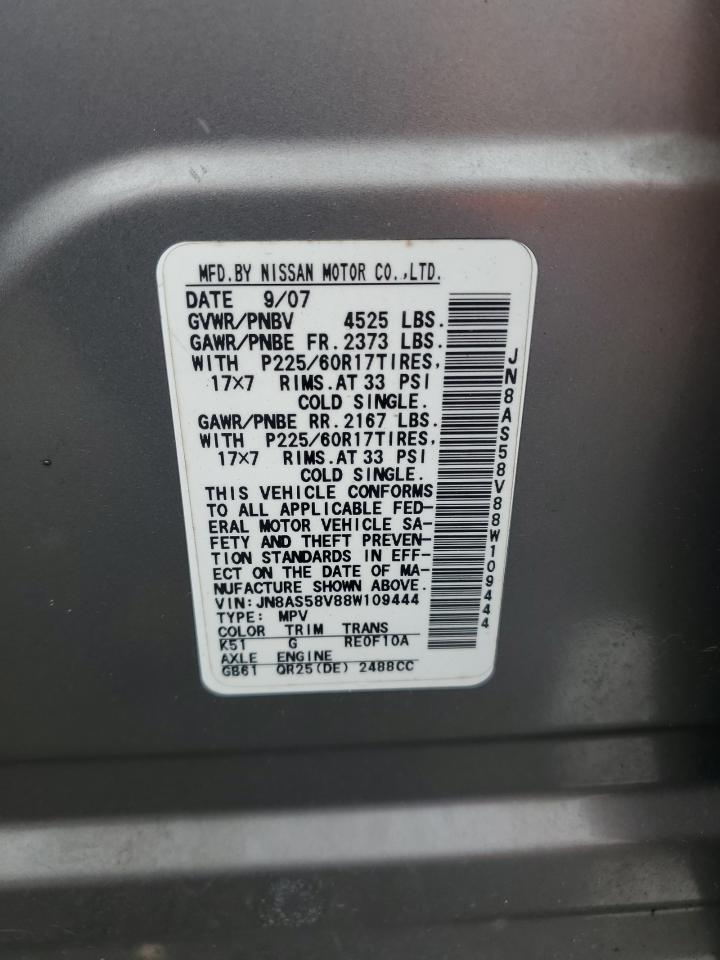 MFD.BY NISSAN MOTOR CO.,LTD.
DATE 9/07
GVWR/PNBV 4525 LBS.
GAWR/PNBE FR. 2373 LBS.
WITH P225/60R17TIRES,
17×7 RIMS.AT 33 PSI
COLD SINGLE.
GAWR/PNBE RR. 2167 LBS.
WITH P225/60R17TIRES,
17×7 RIMS.AT 33 PSI
COLD SINGLE.
THIS VEHICLE CONFORMS
TO ALL APPLICABLE FED-
ERAL MOTOR VEHICLE SA-
FETY AND THEFT PREVEN-
TION STANDARDS IN EFF-
ECT ON THE DATE OF MA-
NUFACTURE SHOWN ABOVE.
VIN: JN8AS58V88W109444
TYPE: MPV
COLOR TRIM TRANS
K51 G RE0F10A
AXLE ENGINE
GB61 QR25(DE) 2488CC
JN8AS58V88W109444